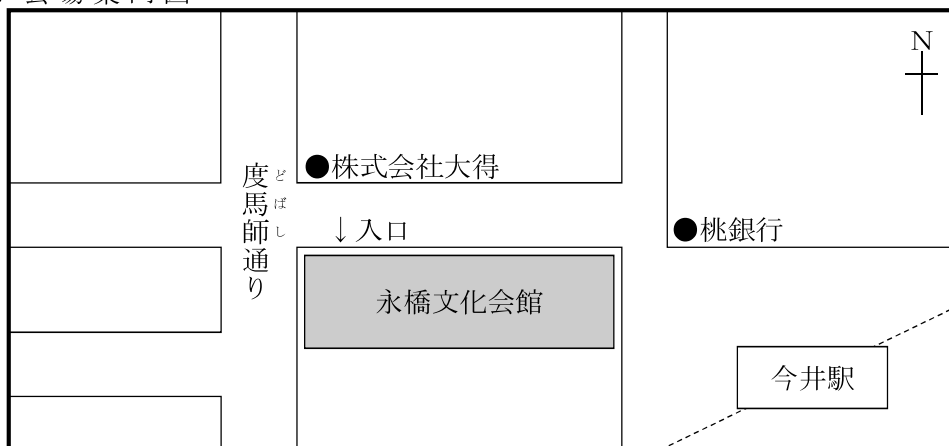 会場案内図
N
●株式会社大得
度馬師通り
どばし
↓入口
●桃銀行
永橋文化会館
今井駅